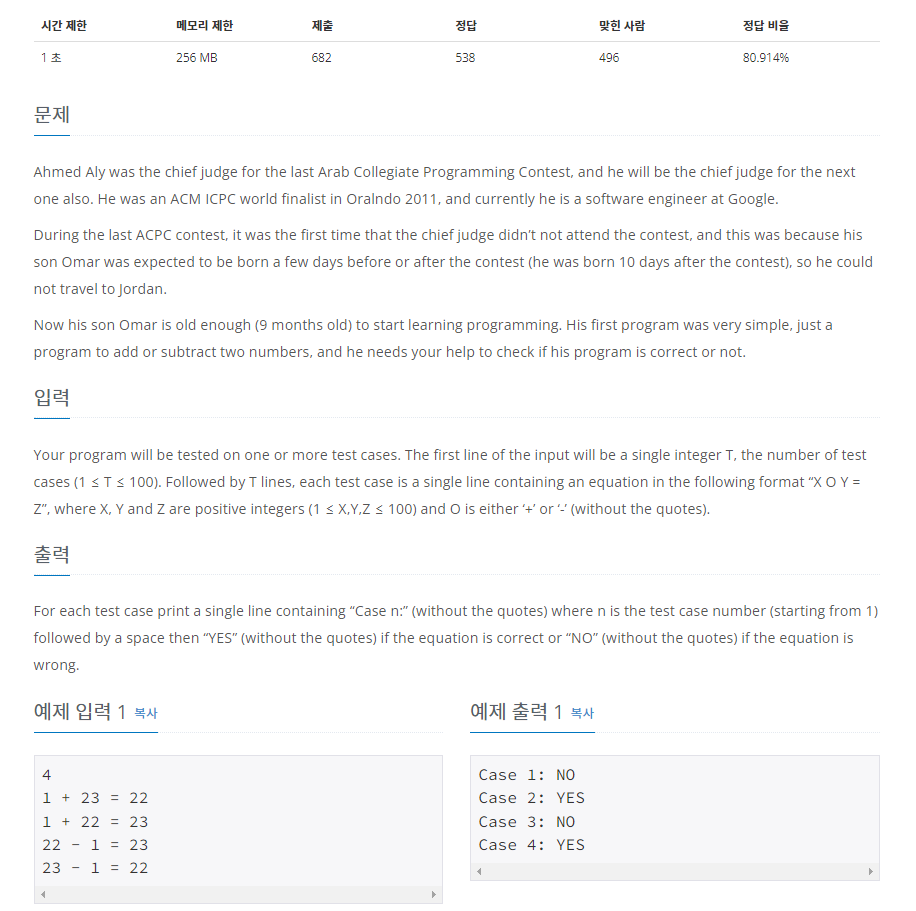 시간 제한 메모리 제한 제출 정답 맞힌 사람 정답 비율
1 초 256 MB 682 538 496 80.914%
문제
Ahmed Aly was the chief judge for the last Arab Collegiate Programming Contest, and he will be the chief judge for the next
one also. He was an ACM ICPC world finalist in Oralndo 2011, and currently he is a software engineer at Google.
During the last ACPC contest, it was the first time that the chief judge didn't not attend the contest, and this was because his
son Omar was expected to be born a few days before or after the contest (he was born 10 days after the contest), so he could
not travel to Jordan.
Now his son Omar is old enough (9 months old) to start learning programming. His first program was very simple, just a
program to add or subtract two numbers, and he needs your help to check if his program is correct or not.
입력
Your program will be tested on one or more test cases. The first line of the input will be a single integer T, the number of test
cases (1 ≤ T ≤ 100). Followed by T lines, each test case is a single line containing an equation in the following format “X O Y =
Z”, where X, Y and Z are positive integers (1 ≤ X,Y,Z ≤ 100) and O is either ‘+’ or ‘-’ (without the quotes).
출력
For each test case print a single line containing “Case n:” (without the quotes) where n is the test case number (starting from 1)
followed by a space then “YES” (without the quotes) if the equation is correct or “NO” (without the quotes) if the equation is
wrong.
예제 입력 1 복사
4
1 + 23 = 22
1 + 22 = 23
22 - 1 = 23
23 - 1 = 22
예제 출력 1 복사
Case 1: NO
Case 2: YES
Case 3: NO
Case 4: YES